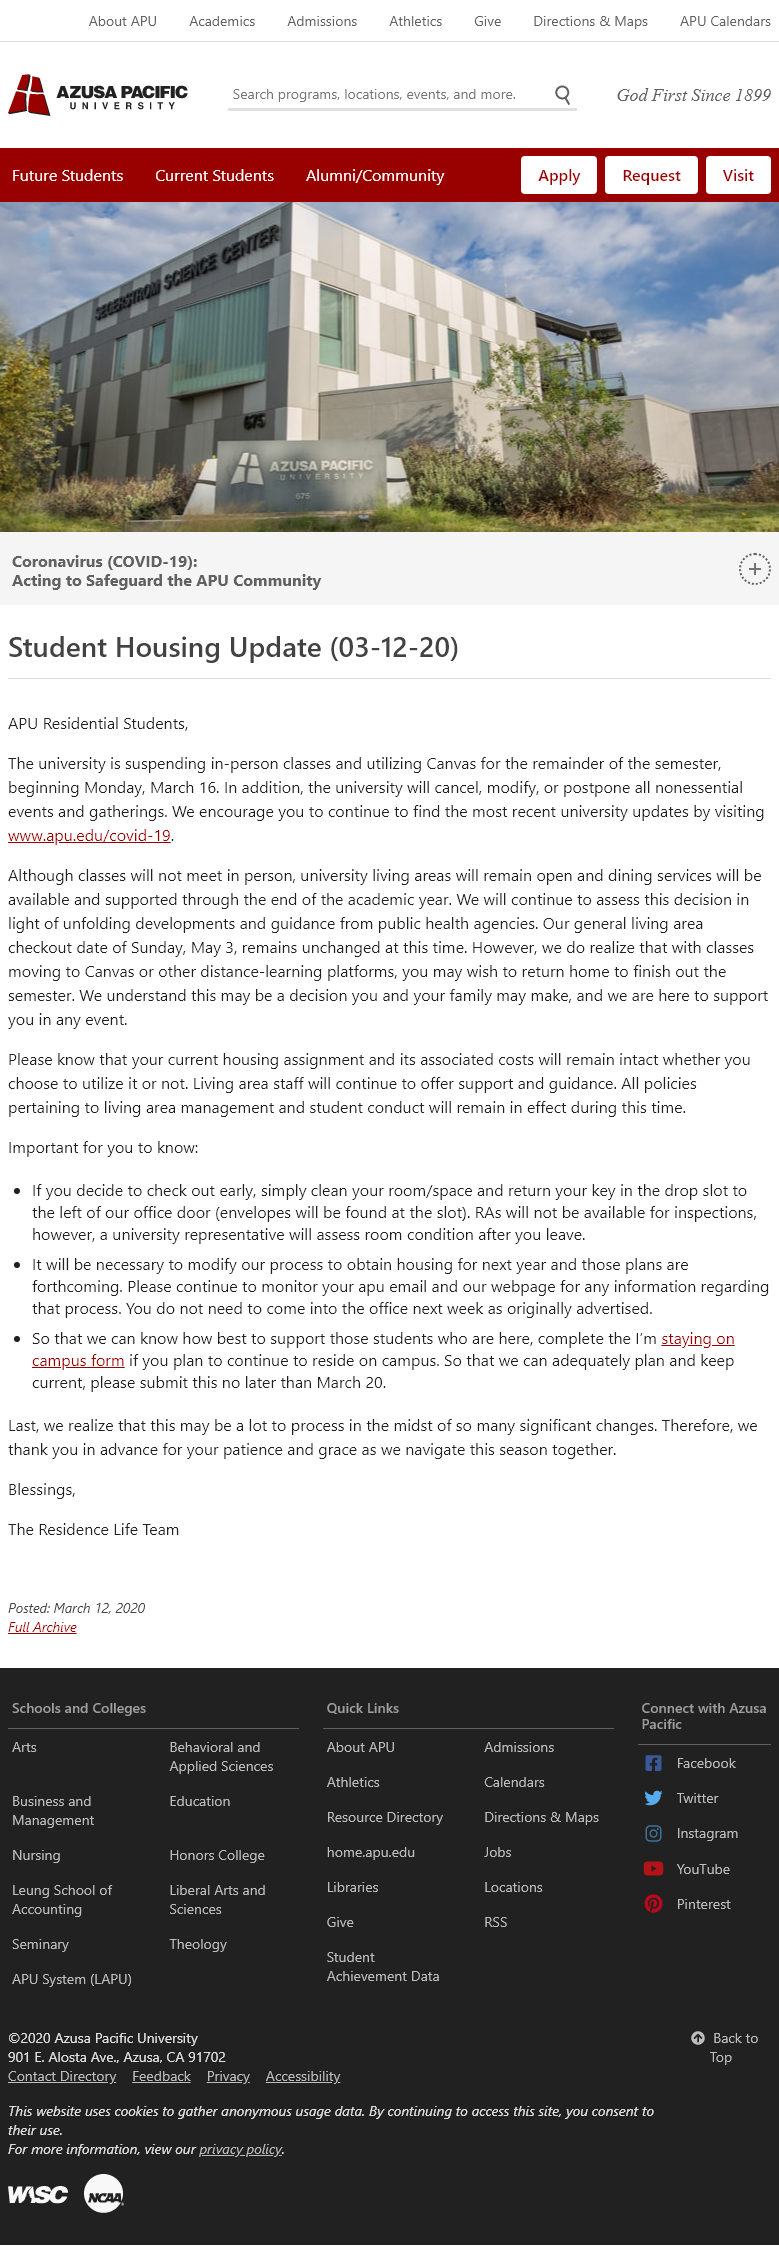 About APU Academics Admissions Athletics Give Directions & Maps APU Calendars
AZUSA PACIFIC
UNIVERSITY
Search programs, locations, events, and more.
God First Since 1899
Future Students Current Students Alumni/Community Apply Request Visit
SEGERSTROM SCIENCE CENTER
675
AZUSA PACIFIC
UNIVERSITY
675
Coronavirus (COVID-19):
Acting to Safeguard the APU Community
Student Housing Update (03-12-20)
APU Residential Students,
The university is suspending in-person classes and utilizing Canvas for the remainder of the semester,
beginning Monday, March 16. In addition, the university will cancel, modify, or postpone all nonessential
events and gatherings. We encourage you to continue to find the most recent university updates by visiting
www.apu.edu/covid-19.
Although classes will not meet in person, university living areas will remain open and dining services will be
available and supported through the end of the academic year. We will continue to assess this decision in
light of unfolding developments and guidance from public health agencies. Our general living area
checkout date of Sunday, May 3, remains unchanged at this time. However, we do realize that with classes
moving to Canvas or other distance-learning platforms, you may wish to return home to finish out the
semester. We understand this may be a decision you and your family may make, and we are here to support
you in any event.
Please know that your current housing assignment and its associated costs will remain intact whether you
choose to utilize it or not. Living area staff will continue to offer support and guidance. All policies
pertaining to living area management and student conduct will remain in effect during this time.
Important for you to know:
• If you decide to check out early, simply clean your room/space and return your key in the drop slot to
the left of our office door (envelopes will be found at the slot). RAs will not be available for inspections,
however, a university representative will assess room condition after you leave.
• It will be necessary to modify our process to obtain housing for next year and those plans are
forthcoming. Please continue to monitor your apu email and our webpage for any information regarding
that process. You do not need to come into the office next week as originally advertised.
• So that we can know how best to support those students who are here, complete the I'm staying on
campus form if you plan to continue to reside on campus. So that we can adequately plan and keep
current, please submit this no later than March 20.
Last, we realize that this may be a lot to process in the midst of so many significant changes. Therefore, we
thank you in advance for your patience and grace as we navigate this season together.
Blessings,
The Residence Life Team
Posted: March 12, 2020
Full Archive
Schools and Colleges
Arts
Behavioral and
Applied Sciences
Business and
Management
Education
Nursing
Honors College
Leung School of
Accounting
Liberal Arts and
Sciences
Seminary
Theology
APU System (LAPU)
Quick Links
About APU
Admissions
Athletics
Calendars
Resource Directory
Directions & Maps
home.apu.edu
Jobs
Libraries
Locations
Give
RSS
Student
Achievement Data
Connect with Azusa
Pacific
Facebook
Twitter
Instagram
YouTube
Pinterest
©2020 Azusa Pacific University
901 E. Alosta Ave., Azusa, CA 91702
Contact Directory Feedback Privacy Accessibility
Back to
Top
This website uses cookies to gather anonymous usage data. By continuing to access this site, you consent to
their use.
For more information, view our privacy policy.
WASC NCAA